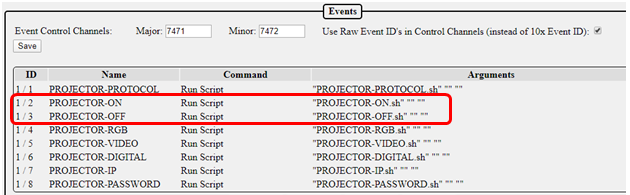 Events
Event Control Channels: Major: 7471 Minor: 7472 Use Raw Event ID's in Control Channels (instead of 10x Event ID):
Save
ID Name Command Arguments
1 / 1 PROJECTOR-PROTOCOL Run Script "PROJECTOR-PROTOCOL.sh" "" ""
1 / 2 PROJECTOR-ON Run Script "PROJECTOR-ON.sh" "" ""
1 / 3 PROJECTOR-OFF Run Script "PROJECTOR-OFF.sh" "" ""
1 / 4 PROJECTOR-RGB Run Script "PROJECTOR-RGB.sh" "" ""
1 / 5 PROJECTOR-VIDEO Run Script "PROJECTOR-VIDEO.sh" "" ""
1 / 6 PROJECTOR-DIGITAL Run Script "PROJECTOR-DIGITAL.sh" "" ""
1 / 7 PROJECTOR-IP Run Script "PROJECTOR-IP.sh" "" ""
1 / 8 PROJECTOR-PASSWORD Run Script "PROJECTOR-PASSWORD.sh" "" ""